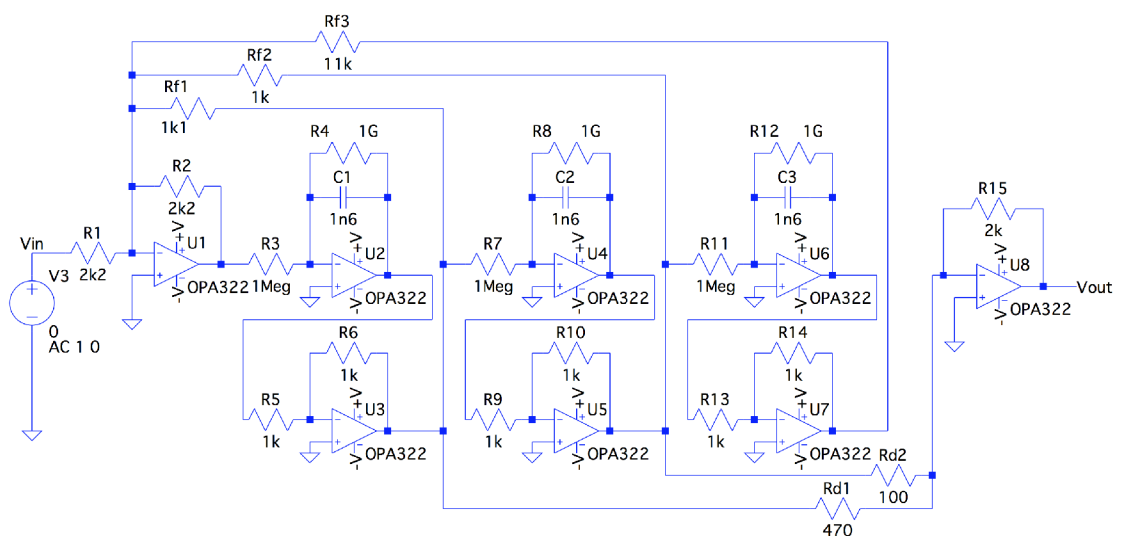 Rf3
11k
Rf2
1k
Rf1
1k1
R4 1G
C1
1n6
R8 1G
C2
1n6
R12 1G
C3
1n6
R2
2k2
R15
2k
Vin
R1
2k2
V+
U1
V-
OPA322
R3
1Meg
V+
U2
V-
OPA322
R7
1Meg
V+
U4
V-
OPA322
R11
1Meg
V+
U6
V-
OPA322
V+
U8
V-
OPA322
Vout
V3
0
AC 1 0
R6
1k
R5
1k
V+
U3
V-
OPA322
R10
1k
R9
1k
V+
U5
V-
OPA322
R14
1k
R13
1k
V+
U7
V-
OPA322
Rd2
100
Rd1
470